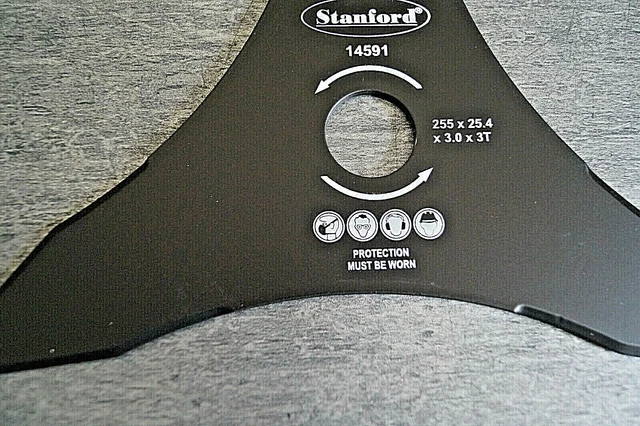 Stanford®
14591
255 x 25.4
x 3.0 x 3T
PROTECTION
MUST BE WORN